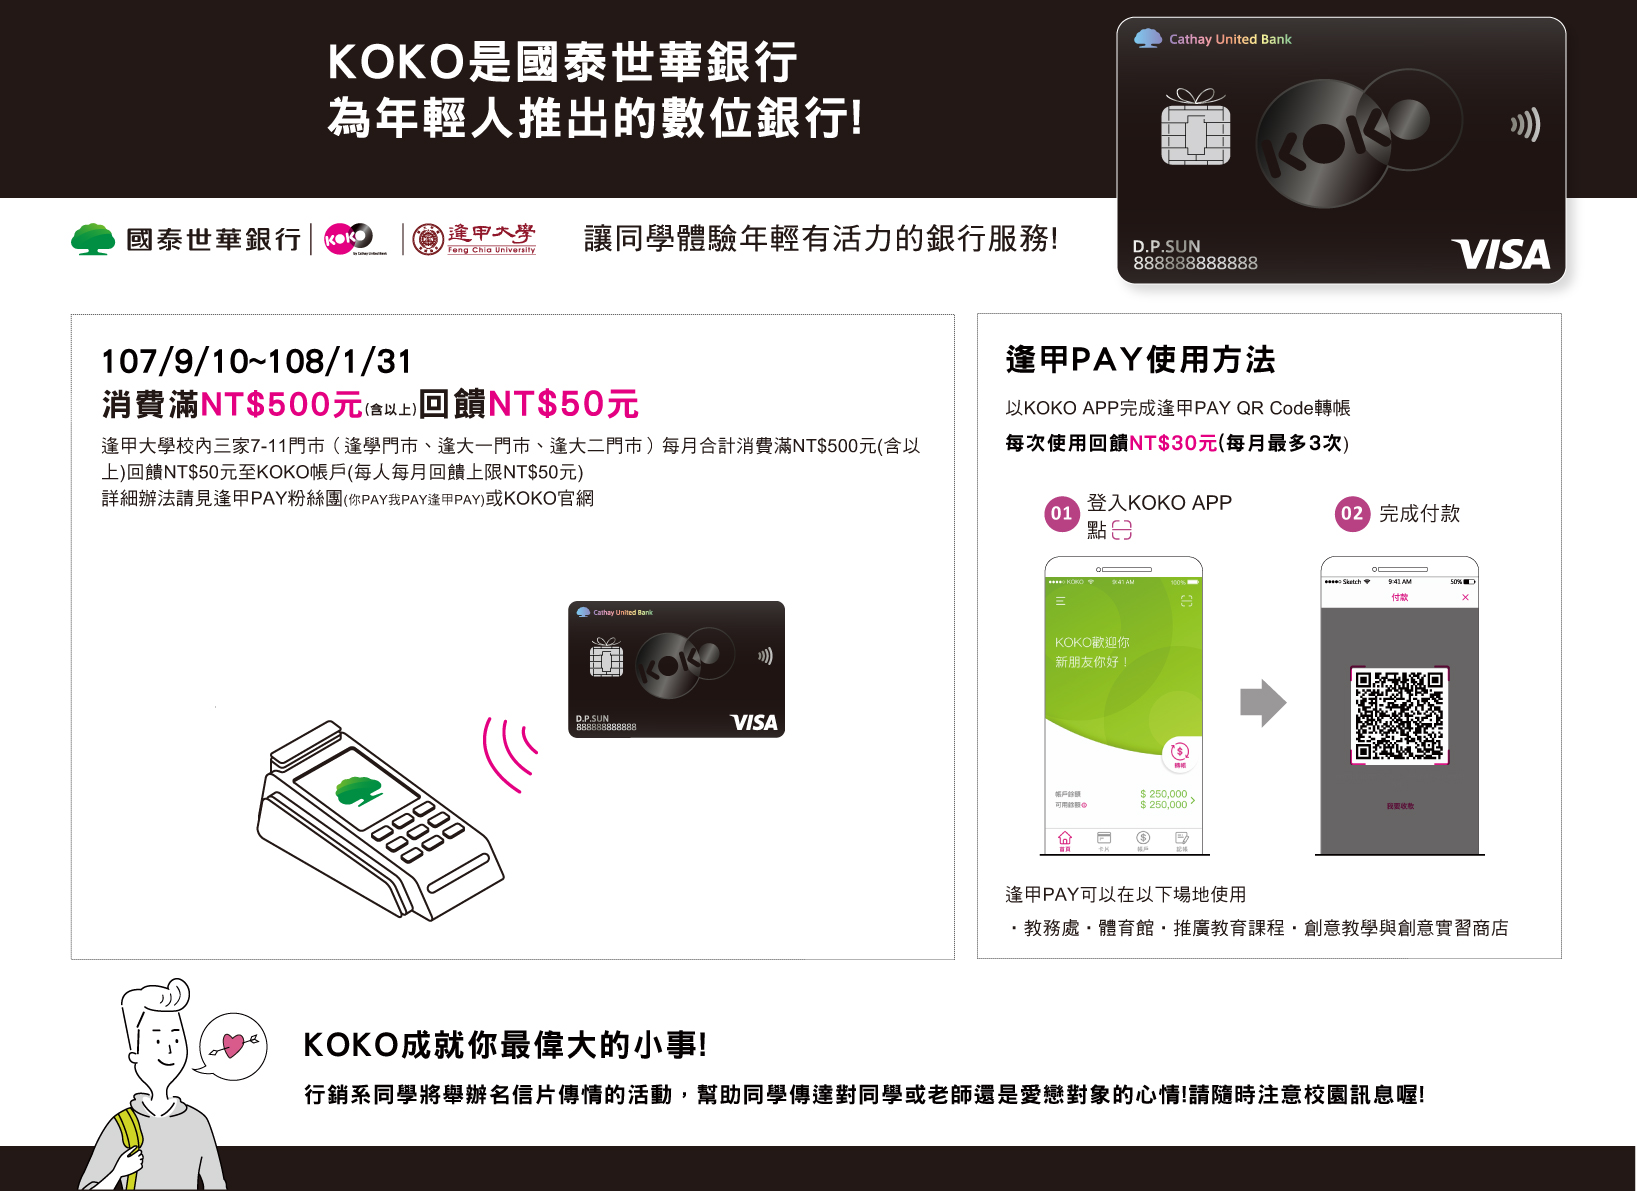 KOKO是國泰世華銀行
為年輕人推出的數位銀行!
Cathay United Bank
KOKO
D.P.SUN
888888888888
VISA
國泰世華銀行
KOKO
by Cathay United Bank
逢甲大學
Feng Chia University
讓同學體驗年輕有活力的銀行服務!
107/9/10~108/1/31
消費滿NT$500元(含以上)回饋NT$50元
逢甲大學校內三家7-11門市（逢學門市、逢大一門市、逢大二門市）每月合計消費滿NT$500元(含以
上)回饋NT$50元至KOKO帳戶(每人每月回饋上限NT$50元)
詳細辦法請見逢甲PAY粉絲團(你PAY我PAY逢甲PAY)或KOKO官網
Cathay United Bank
KOKO
D.P.SUN
888888888888
VISA
逢甲PAY使用方法
以KOKO APP完成逢甲PAY QR Code轉帳
每次使用回饋NT$30元(每月最多3次)
01 登入KOKO APP
點
KOKO 9:41 AM 100%
KOKO歡迎你
新朋友你好！
$
轉帳
帳戶餘額 $ 250,000
可用餘額 $ 250,000
首頁 卡片 帳戶 記帳
02 完成付款
Sketch 9:41 AM 50%
付款
我要收款
逢甲PAY可以在以下場地使用
・教務處・體育館・推廣教育課程・創意教學與創意實習商店
KOKO成就你最偉大的小事!
行銷系同學將舉辦名信片傳情的活動，幫助同學傳達對同學或老師還是愛戀對象的心情!請隨時注意校園訊息喔!